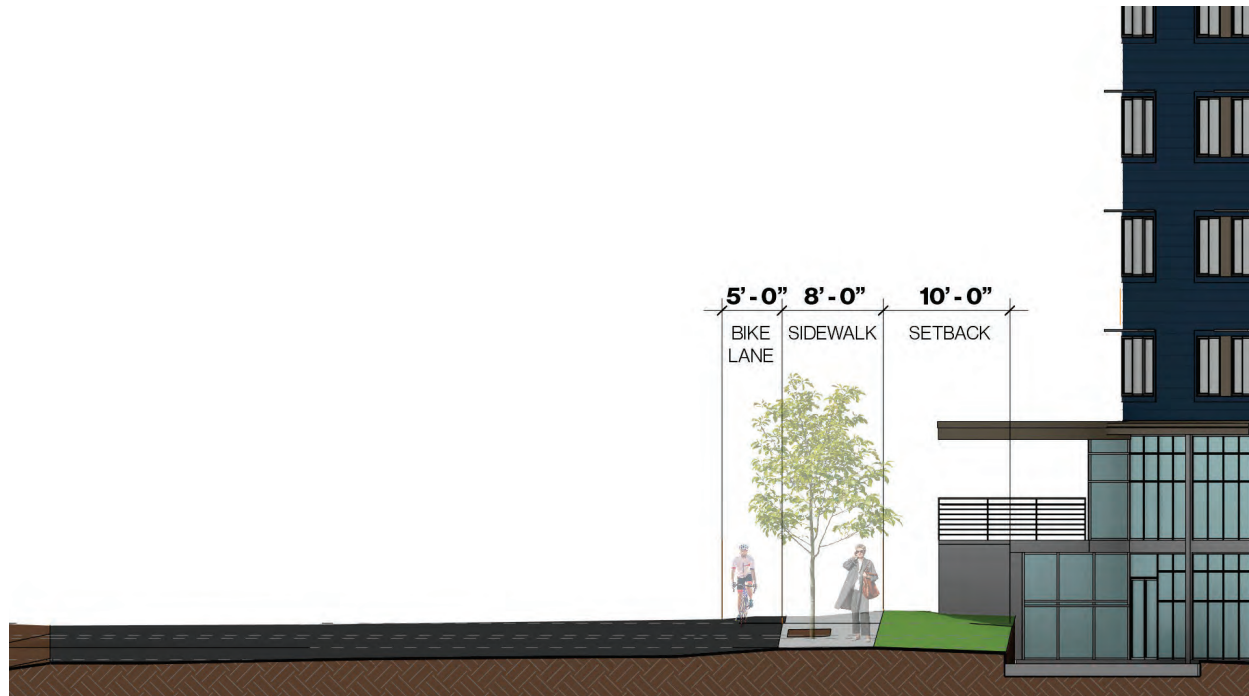 5’ - 0” 8’ - 0” 10’ - 0”
BIKE SIDEWALK SETBACK
LANE